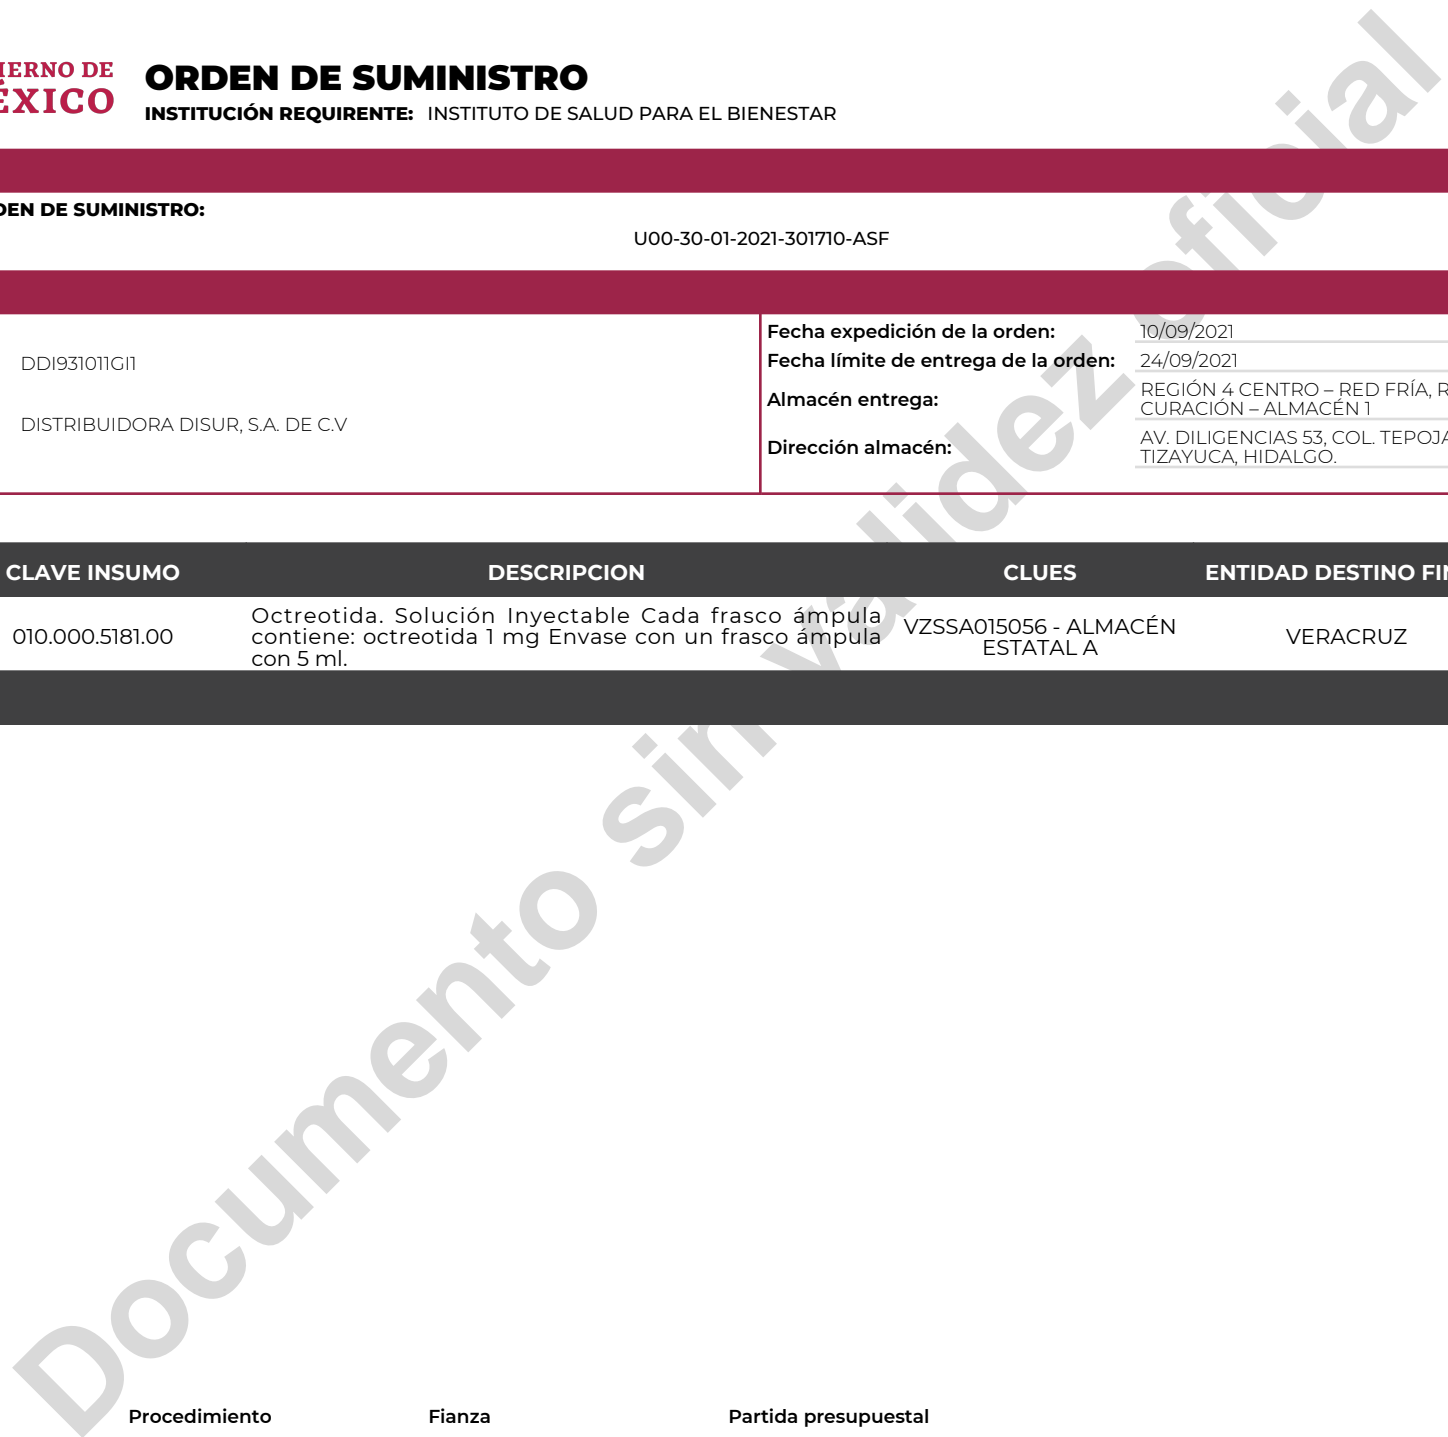 IERNO DE
ÉXICO
ORDEN DE SUMINISTRO
INSTITUCIÓN REQUIRENTE: INSTITUTO DE SALUD PARA EL BIENESTAR
DEN DE SUMINISTRO:
U00-30-01-2021-301710-ASF
DDI931011GI1
DISTRIBUIDORA DISUR, S.A. DE C.V
Fecha expedición de la orden: 10/09/2021
Fecha límite de entrega de la orden: 24/09/2021
Almacén entrega: REGIÓN 4 CENTRO – RED FRÍA, R
CURACIÓN – ALMACÉN 1
Dirección almacén: AV. DILIGENCIAS 53, COL. TEPOJA
TIZAYUCA, HIDALGO.
CLAVE INSUMO DESCRIPCION CLUES ENTIDAD DESTINO FIN
010.000.5181.00
Octreotida. Solución Inyectable Cada frasco ámpula
contiene: octreotida 1 mg Envase con un frasco ámpula
con 5 ml.
VZSSA015056 - ALMACÉN
ESTATAL A
VERACRUZ
Documento sin validez oficial
Procedimiento Fianza Partida presupuestal